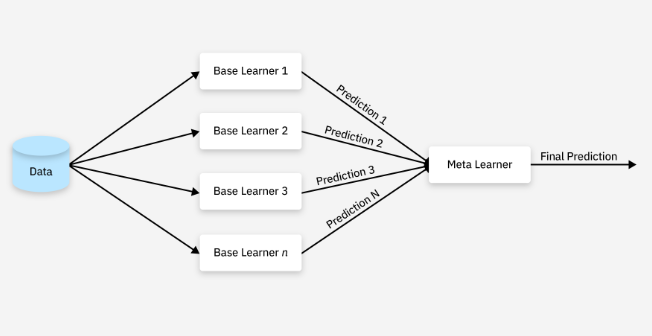 Base Learner 1
Prediction 1
Base Learner 2
Prediction 2
Data
Meta Learner
Final Prediction
Base Learner 3
Prediction 3
Base Learner n
Prediction N